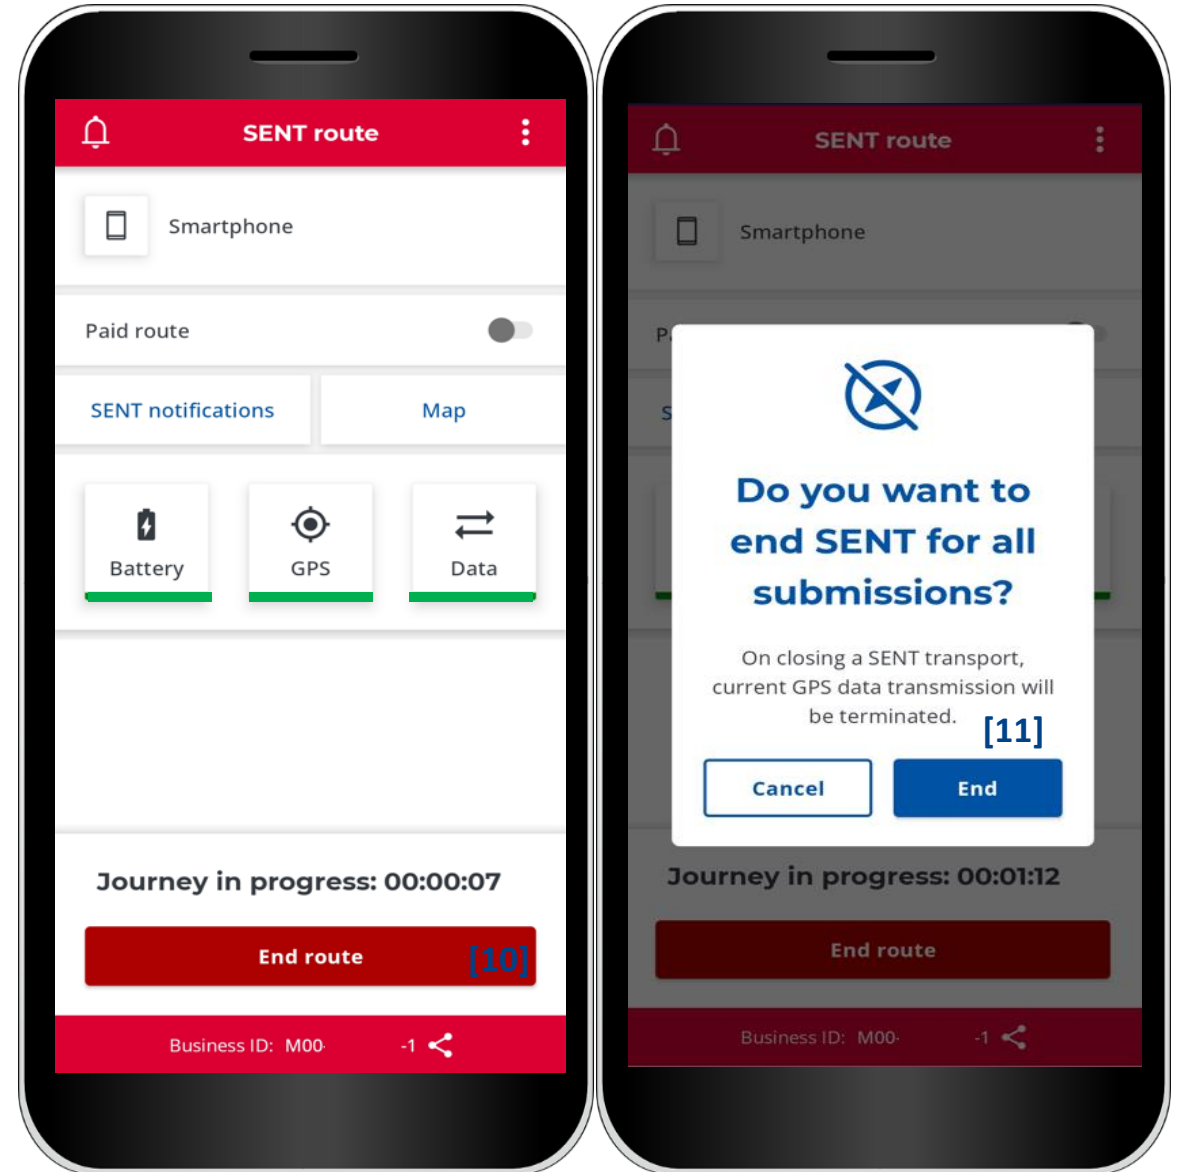 SENT route
Smartphone
Paid route
SENT notifications
Map
Battery
GPS
Data
Journey in progress: 00:00:07
End route
[10]
Business ID: M00-
-1
SENT route
Smartphone
P
S
Do you want to
end SENT for all
submissions?
On closing a SENT transport,
current GPS data transmission will
be terminated.
[11]
Cancel
End
Journey in progress: 00:01:12
End route
Business ID: M00-
-1